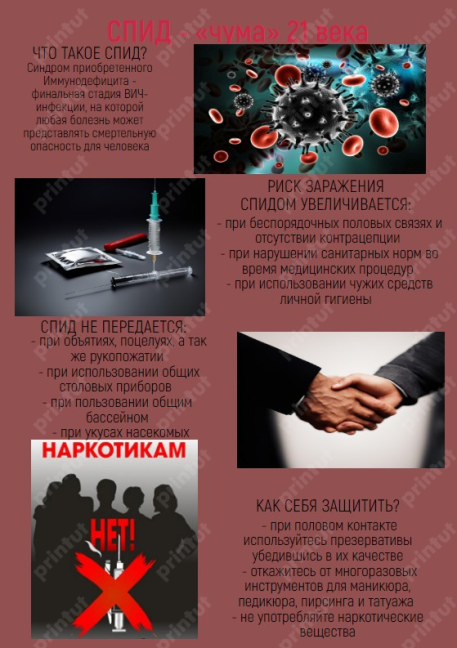 СПИД - «чума» 21 века
ЧТО ТАКОЕ СПИД?
Синдром приобретенного
Иммунодефицита -
финальная стадия ВИЧ-
инфекции, на которой
любая болезнь может
представлять смертельную
опасность для человека
РИСК ЗАРАЖЕНИЯ
СПИДОМ УВЕЛИЧИВАЕТСЯ:
- при беспорядочных половых связях и
отсутствии контрацепции
- при нарушении санитарных норм во
время медицинских процедур
- при использовании чужих средств
личной гигиены
СПИД НЕ ПЕРЕДАЕТСЯ:
- при объятиях, поцелуях, а так
же рукопожатии
- при использовании общих
столовых приборов
- при пользовании общим
бассейном
- при укусах насекомых
НАРКОТИКАМ
НЕТ!
КАК СЕБЯ ЗАЩИТИТЬ?
- при половом контакте
используйтесь презервативы
убедившись в их качестве
- откажитесь от многоразовых
инструментов для маникюра,
педикюра, пирсинга и татуажа
- не употребляйте наркотические
вещества
printut